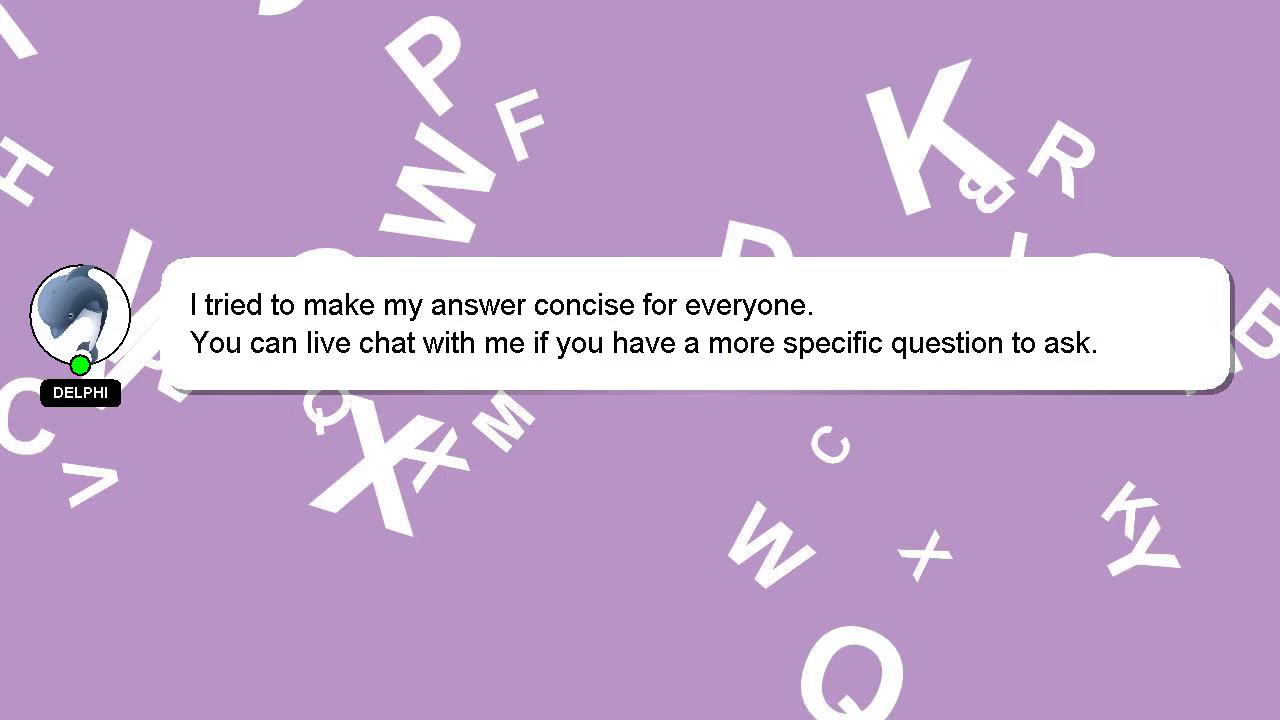 I tried to make my answer concise for everyone.
You can live chat with me if you have a more specific question to ask.
DELPHI
P
F
W
K
R
B
H
D
C
V
Q
X
X
M
C
W
X
K
Y
Q
B